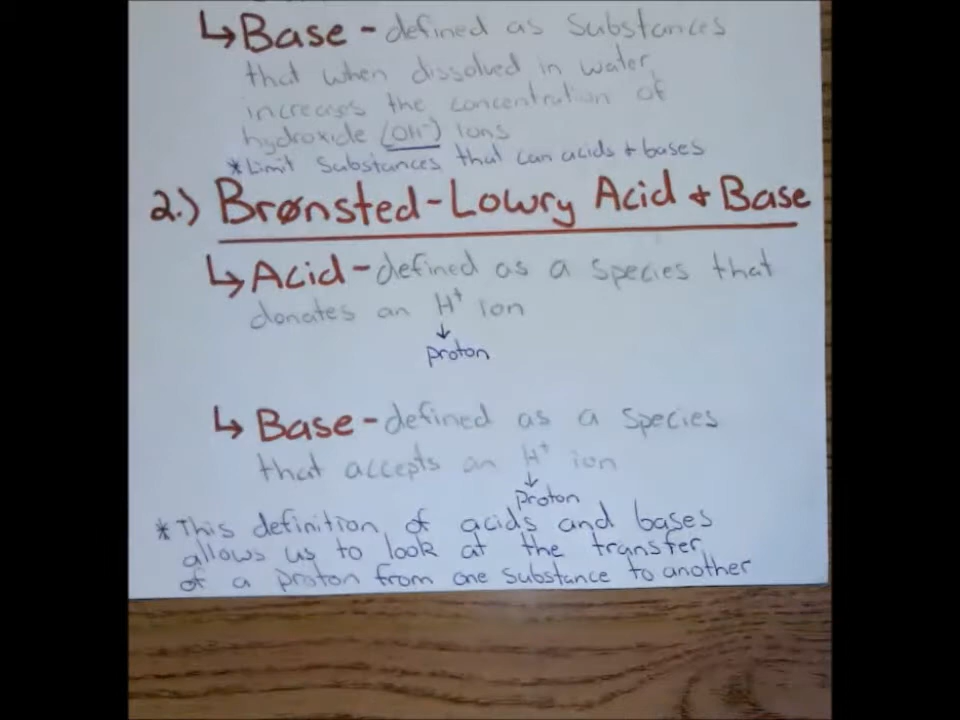 ↳ Base - defined as substances
that when dissolved in water,
increases the concentration of
hydroxide (OH⁻) ions
*Limit substances that can acids + bases
2.) Brønsted-Lowry Acid + Base
↳ Acid - defined as a species that
donates an H⁺ ion
↓
proton
↳ Base - defined as a species
that accepts an H⁺ ion
↓
proton
*This definition of acids and bases
allows us to look at the transfer
of a proton from one substance to another